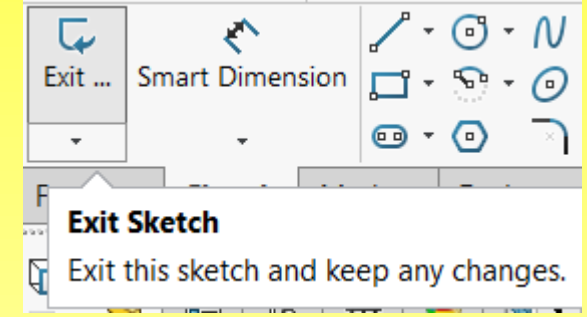 Exit ...
Smart Dimension
Exit Sketch
Exit this sketch and keep any changes.